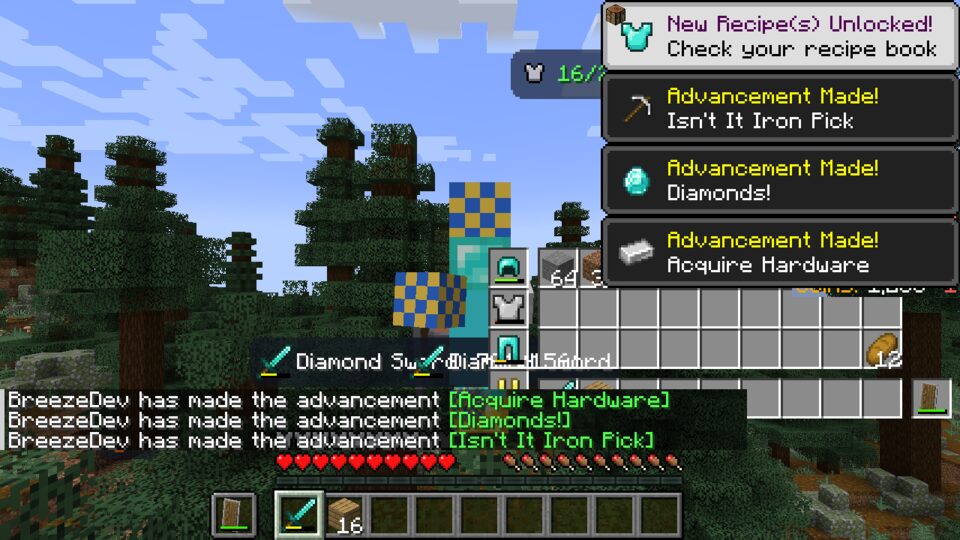 New Recipe(s) Unlocked!
Check your recipe book
16/
Advancement Made!
Isn't It Iron Pick
Advancement Made!
Diamonds!
Advancement Made!
Acquire Hardware
64
12
Diamond
BreezeDev has made the advancement [Acquire Hardware]
BreezeDev has made the advancement [Diamonds!]
BreezeDev has made the advancement [Isn't It Iron Pick]
16